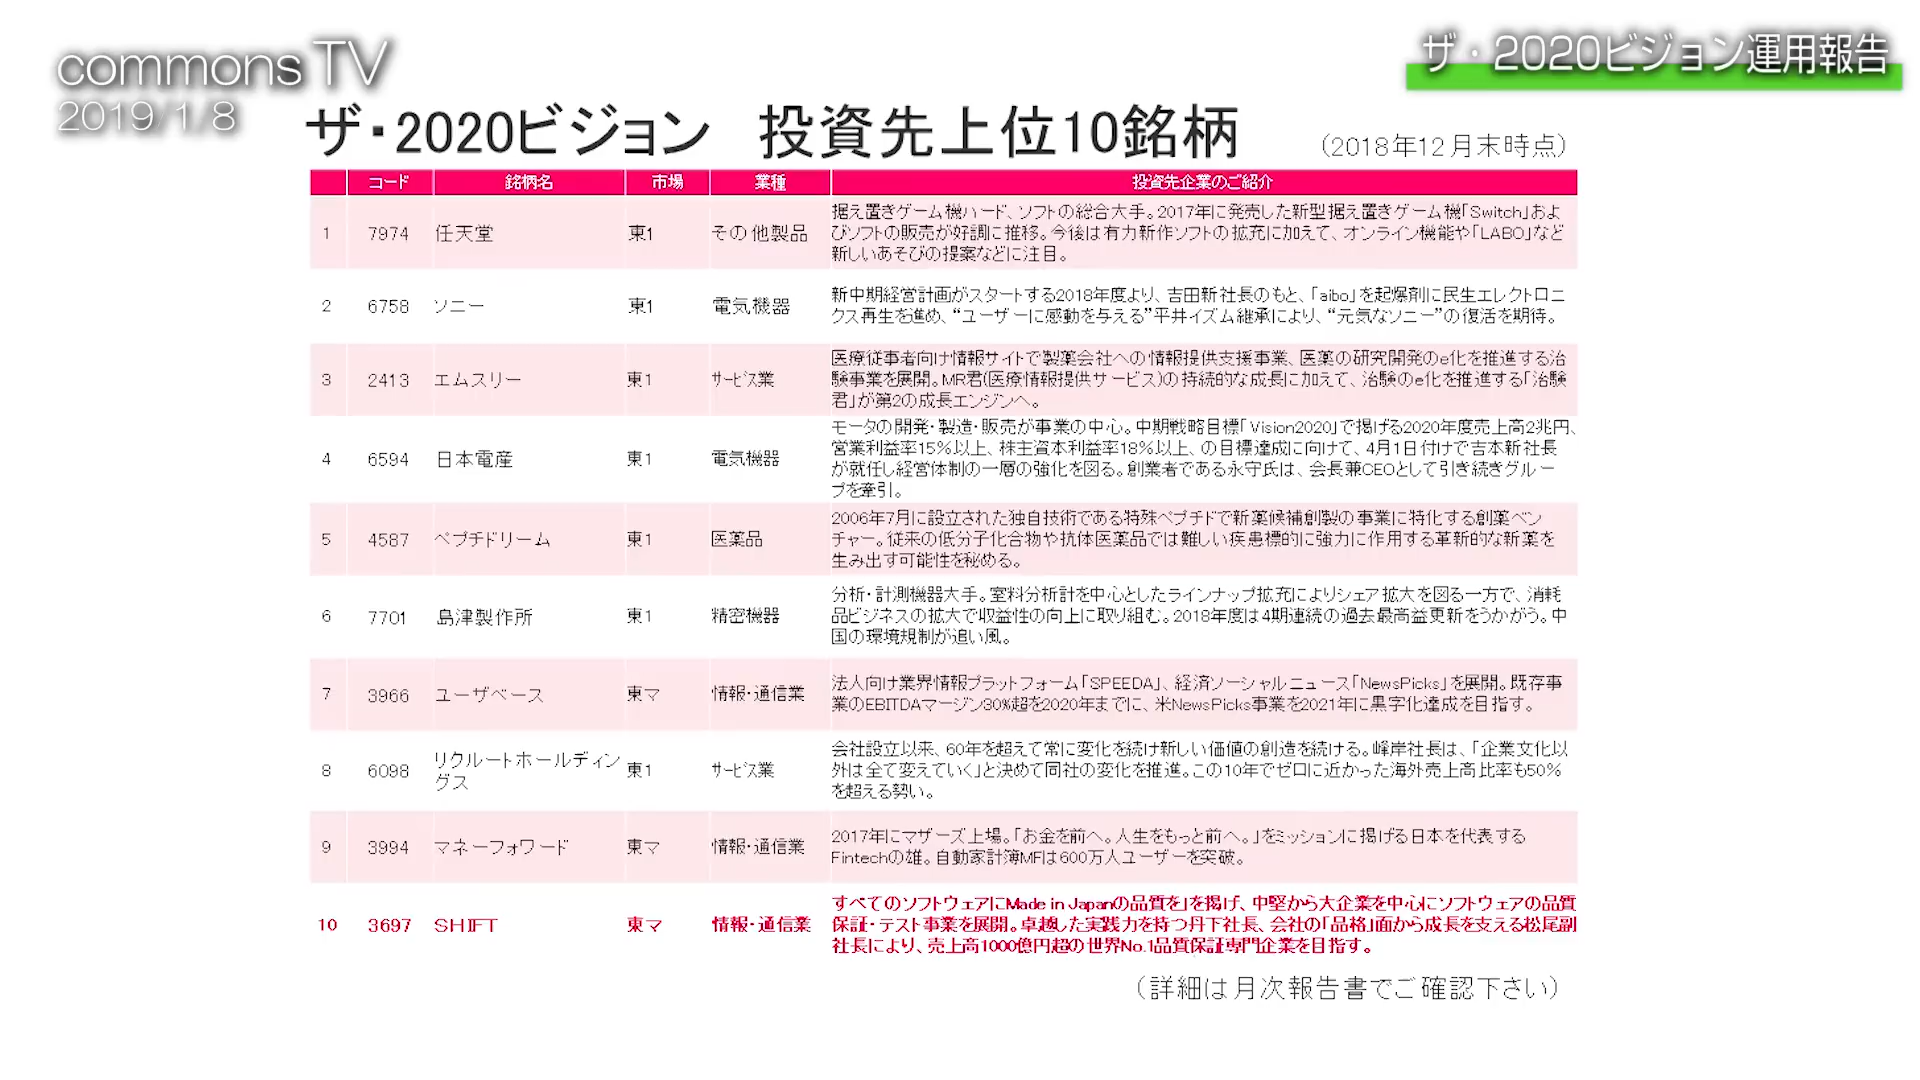 commons TV
2019/1/8
ザ・2020ビジョン運用報告
ザ・2020ビジョン　投資先上位10銘柄
（2018年12月末時点）
コード 銘柄名 市場 業種 投資先企業のご紹介
1 7974 任天堂 東1 その他製品
据え置きゲーム機ハード、ソフトの総合大手。2017年に発売した新型据え置きゲーム機「Switch」およ
びソフトの販売が好調に推移。今後は有力新作ソフトの拡充に加えて、オンライン機能や「LABO」など
新しいあそびの提案などに注目。
2 6758 ソニー 東1 電気機器
新中期経営計画がスタートする2018年度より、吉田新社長のもと、「aibo」を起爆剤に民生エレクトロニ
クス再生を進め、“ユーザーに感動を与える”平井イズム継承により、“元気なソニー”の復活を期待。
3 2413 エムスリー 東1 サービス業
医療従事者向け情報サイトで製薬会社への情報提供支援事業、医薬の研究開発のe化を推進する治
験事業を展開。MR君(医療情報提供サービス)の持続的な成長に加えて、治験のe化を推進する「治験
君」が第2の成長エンジンへ。
4 6594 日本電産 東1 電気機器
モータの開発・製造・販売が事業の中心。中期戦略目標「Vision2020」で掲げる2020年度売上高2兆円、
営業利益率15%以上、株主資本利益率18%以上、の目標達成に向けて、4月1日付けで吉本新社長
が就任し経営体制の一層の強化を図る。創業者である永守氏は、会長兼CEOとして引き続きグルー
プを牽引。
5 4587 ペプチドリーム 東1 医薬品
2006年7月に設立された独自技術である特殊ペプチドで新薬候補創製の事業に特化する創薬ベン
チャー。従来の低分子化合物や抗体医薬品では難しい疾患標的に強力に作用する革新的な新薬を
生み出す可能性を秘める。
6 7701 島津製作所 東1 精密機器
分析・計測機器大手。室料分析計を中心としたラインナップ拡充によりシェア拡大を図る一方で、消耗
品ビジネスの拡大で収益性の向上に取り組む。2018年度は4期連続の過去最高益更新をうかがう。中
国の環境規制が追い風。
7 3966 ユーザベース 東マ 情報・通信業
法人向け業界情報プラットフォーム「SPEEDA」、経済ソーシャルニュース「NewsPicks」を展開。既存事
業のEBITDAマージン30%超を2020年までに、米NewsPicks事業を2021年に黒字化達成を目指す。
8 6098 リクルートホールディン
グス 東1 サービス業
会社設立以来、60年を超えて常に変化を続け新しい価値の創造を続ける。峰岸社長は、「企業文化以
外は全て変えていく」と決めて同社の変化を推進。この10年でゼロに近かった海外売上高比率も50%
を超える勢い。
9 3994 マネーフォワード 東マ 情報・通信業
2017年にマザーズ上場。「お金を前へ。人生をもっと前へ。」をミッションに掲げる日本を代表する
Fintechの雄。自動家計簿MFは600万人ユーザーを突破。
10 3697 SHIFT 東マ 情報・通信業
すべてのソフトウェアにMade in Japanの品質を」を掲げ、中堅から大企業を中心にソフトウェアの品質
保証・テスト事業を展開。卓越した実践力を持つ丹下社長、会社の「品格」面から成長を支える松尾副
社長により、売上高1000億円超の世界No.1品質保証専門企業を目指す。
（詳細は月次報告書でご確認下さい）